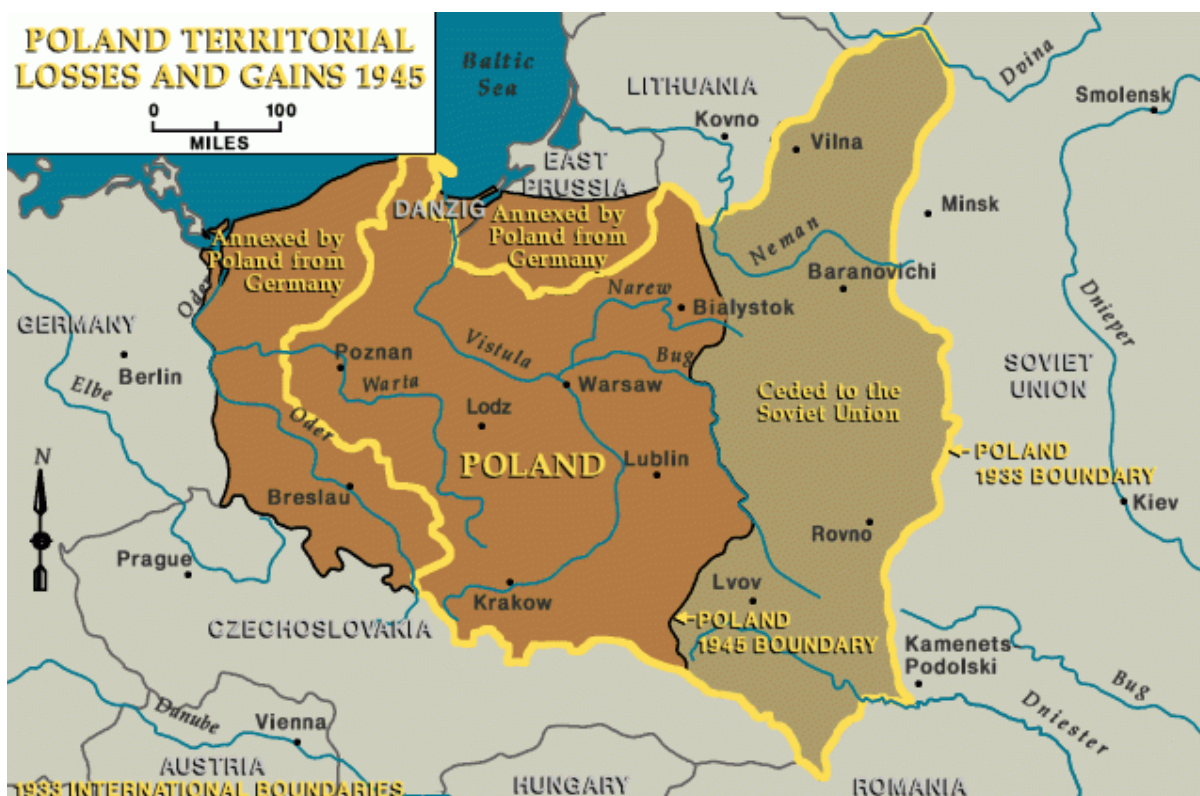 POLAND TERRITORIAL
LOSSES AND GAINS 1945
0 100
MILES
Baltic
Sea
LITHUANIA
Kovno
Dvina
Smolensk
Vilna
EAST
PRUSSIA
DANZIG
Annexed by
Poland from
Germany
Annexed by
Poland from
Germany
Minsk
Neman
Baranovichi
Oder
Narew
Bialystok
Dnieper
GERMANY
Berlin
Elbe
Poznan
Warta
Vistula
Bug
Warsaw
SOVIET
UNION
Lodz
Ceded to the
Soviet Union
Oder
POLAND
Lublin
POLAND
1933 BOUNDARY
N
Breslau
Kiev
Rovno
Prague
Krakow
Lvov
CZECHOSLOVAKIA
POLAND
1945 BOUNDARY
Kamenets-
Podolski
Bug
Dniester
Danube
Vienna
AUSTRIA
1933 INTERNATIONAL BOUNDARIES
HUNGARY
ROMANIA